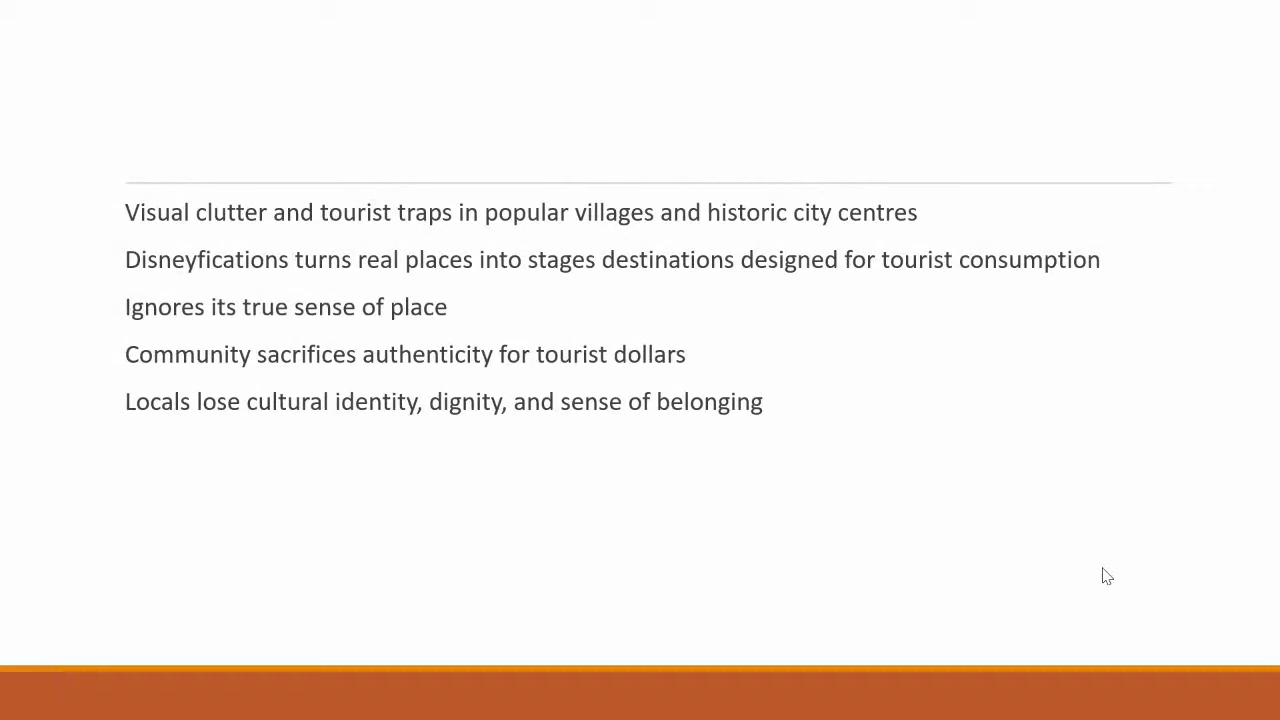 Visual clutter and tourist traps in popular villages and historic city centres
Disneyfications turns real places into stages destinations designed for tourist consumption
Ignores its true sense of place
Community sacrifices authenticity for tourist dollars
Locals lose cultural identity, dignity, and sense of belonging